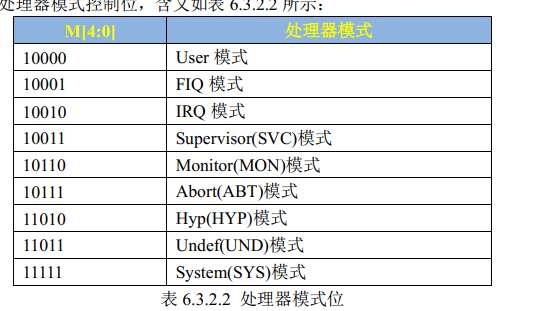 处理器模式控制位，含义如表 6.3.2.2 所示：
M[4:0] 处理器模式
10000 User 模式
10001 FIQ 模式
10010 IRQ 模式
10011 Supervisor(SVC)模式
10110 Monitor(MON)模式
10111 Abort(ABT)模式
11010 Hyp(HYP)模式
11011 Undef(UND)模式
11111 System(SYS)模式
表 6.3.2.2 处理器模式位